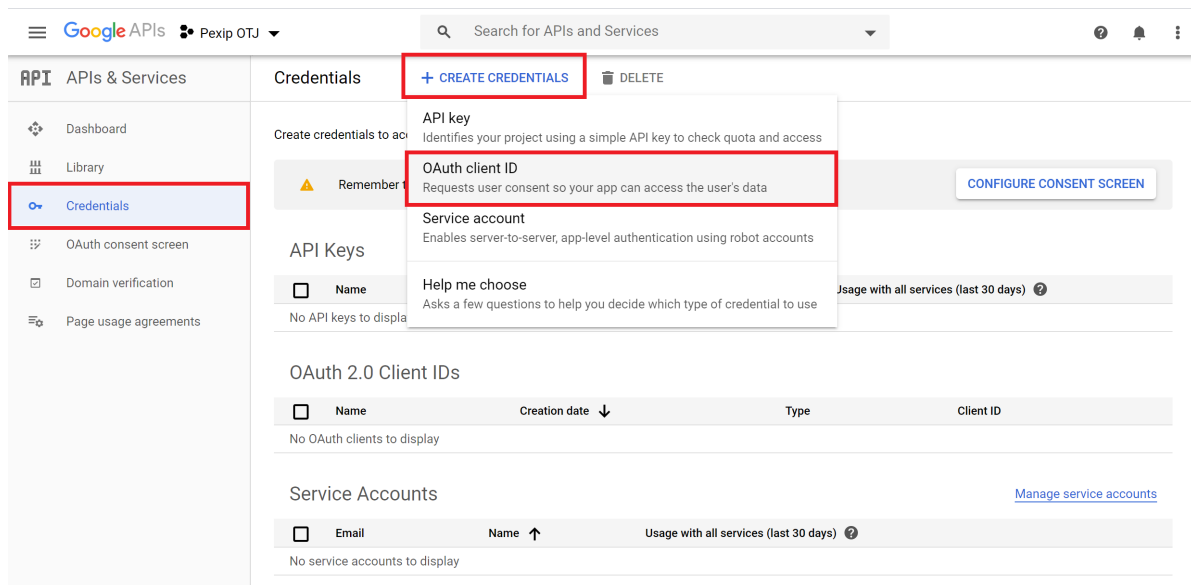 Google APIs
Pexip OTJ
Search for APIs and Services
API APIs & Services
Credentials
CREATE CREDENTIALS
DELETE
Dashboard
Library
Credentials
OAuth consent screen
Domain verification
Page usage agreements
Create credentials to
API key
Identifies your project using a simple API key to check quota and access
OAuth client ID
Requests user consent so your app can access the user's data
Service account
Enables server-to-server, app-level authentication using robot accounts
Help me choose
Asks a few questions to help you decide which type of credential to use
Remember
CONFIGURE CONSENT SCREEN
API Keys
Name
Usage with all services (last 30 days)
No API keys to
OAuth 2.0 Client IDs
Name Creation date Type Client ID
No OAuth clients to display
Service Accounts
Manage service accounts
Email Name Usage with all services (last 30 days)
No service accounts to display